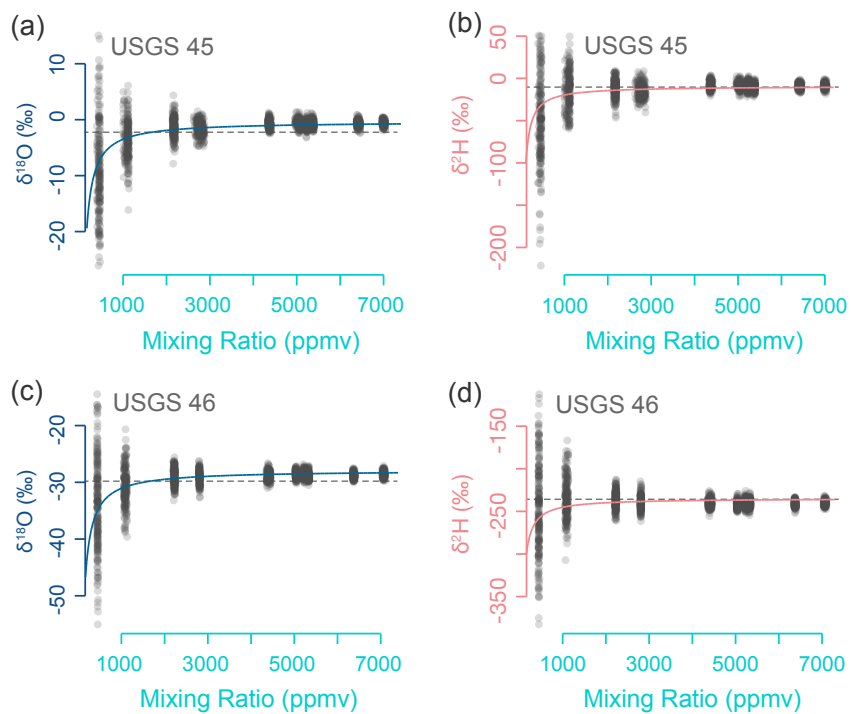 (a)
USGS 45
10
0
-10
-20
δ¹⁸O (‰)
1000 3000 5000 7000
Mixing Ratio (ppmv)
(b)
USGS 45
50
0
-100
-200
δ²H (‰)
1000 3000 5000 7000
Mixing Ratio (ppmv)
(c)
USGS 46
-20
-30
-40
-50
δ¹⁸O (‰)
1000 3000 5000 7000
Mixing Ratio (ppmv)
(d)
USGS 46
-150
-250
-350
δ²H (‰)
1000 3000 5000 7000
Mixing Ratio (ppmv)